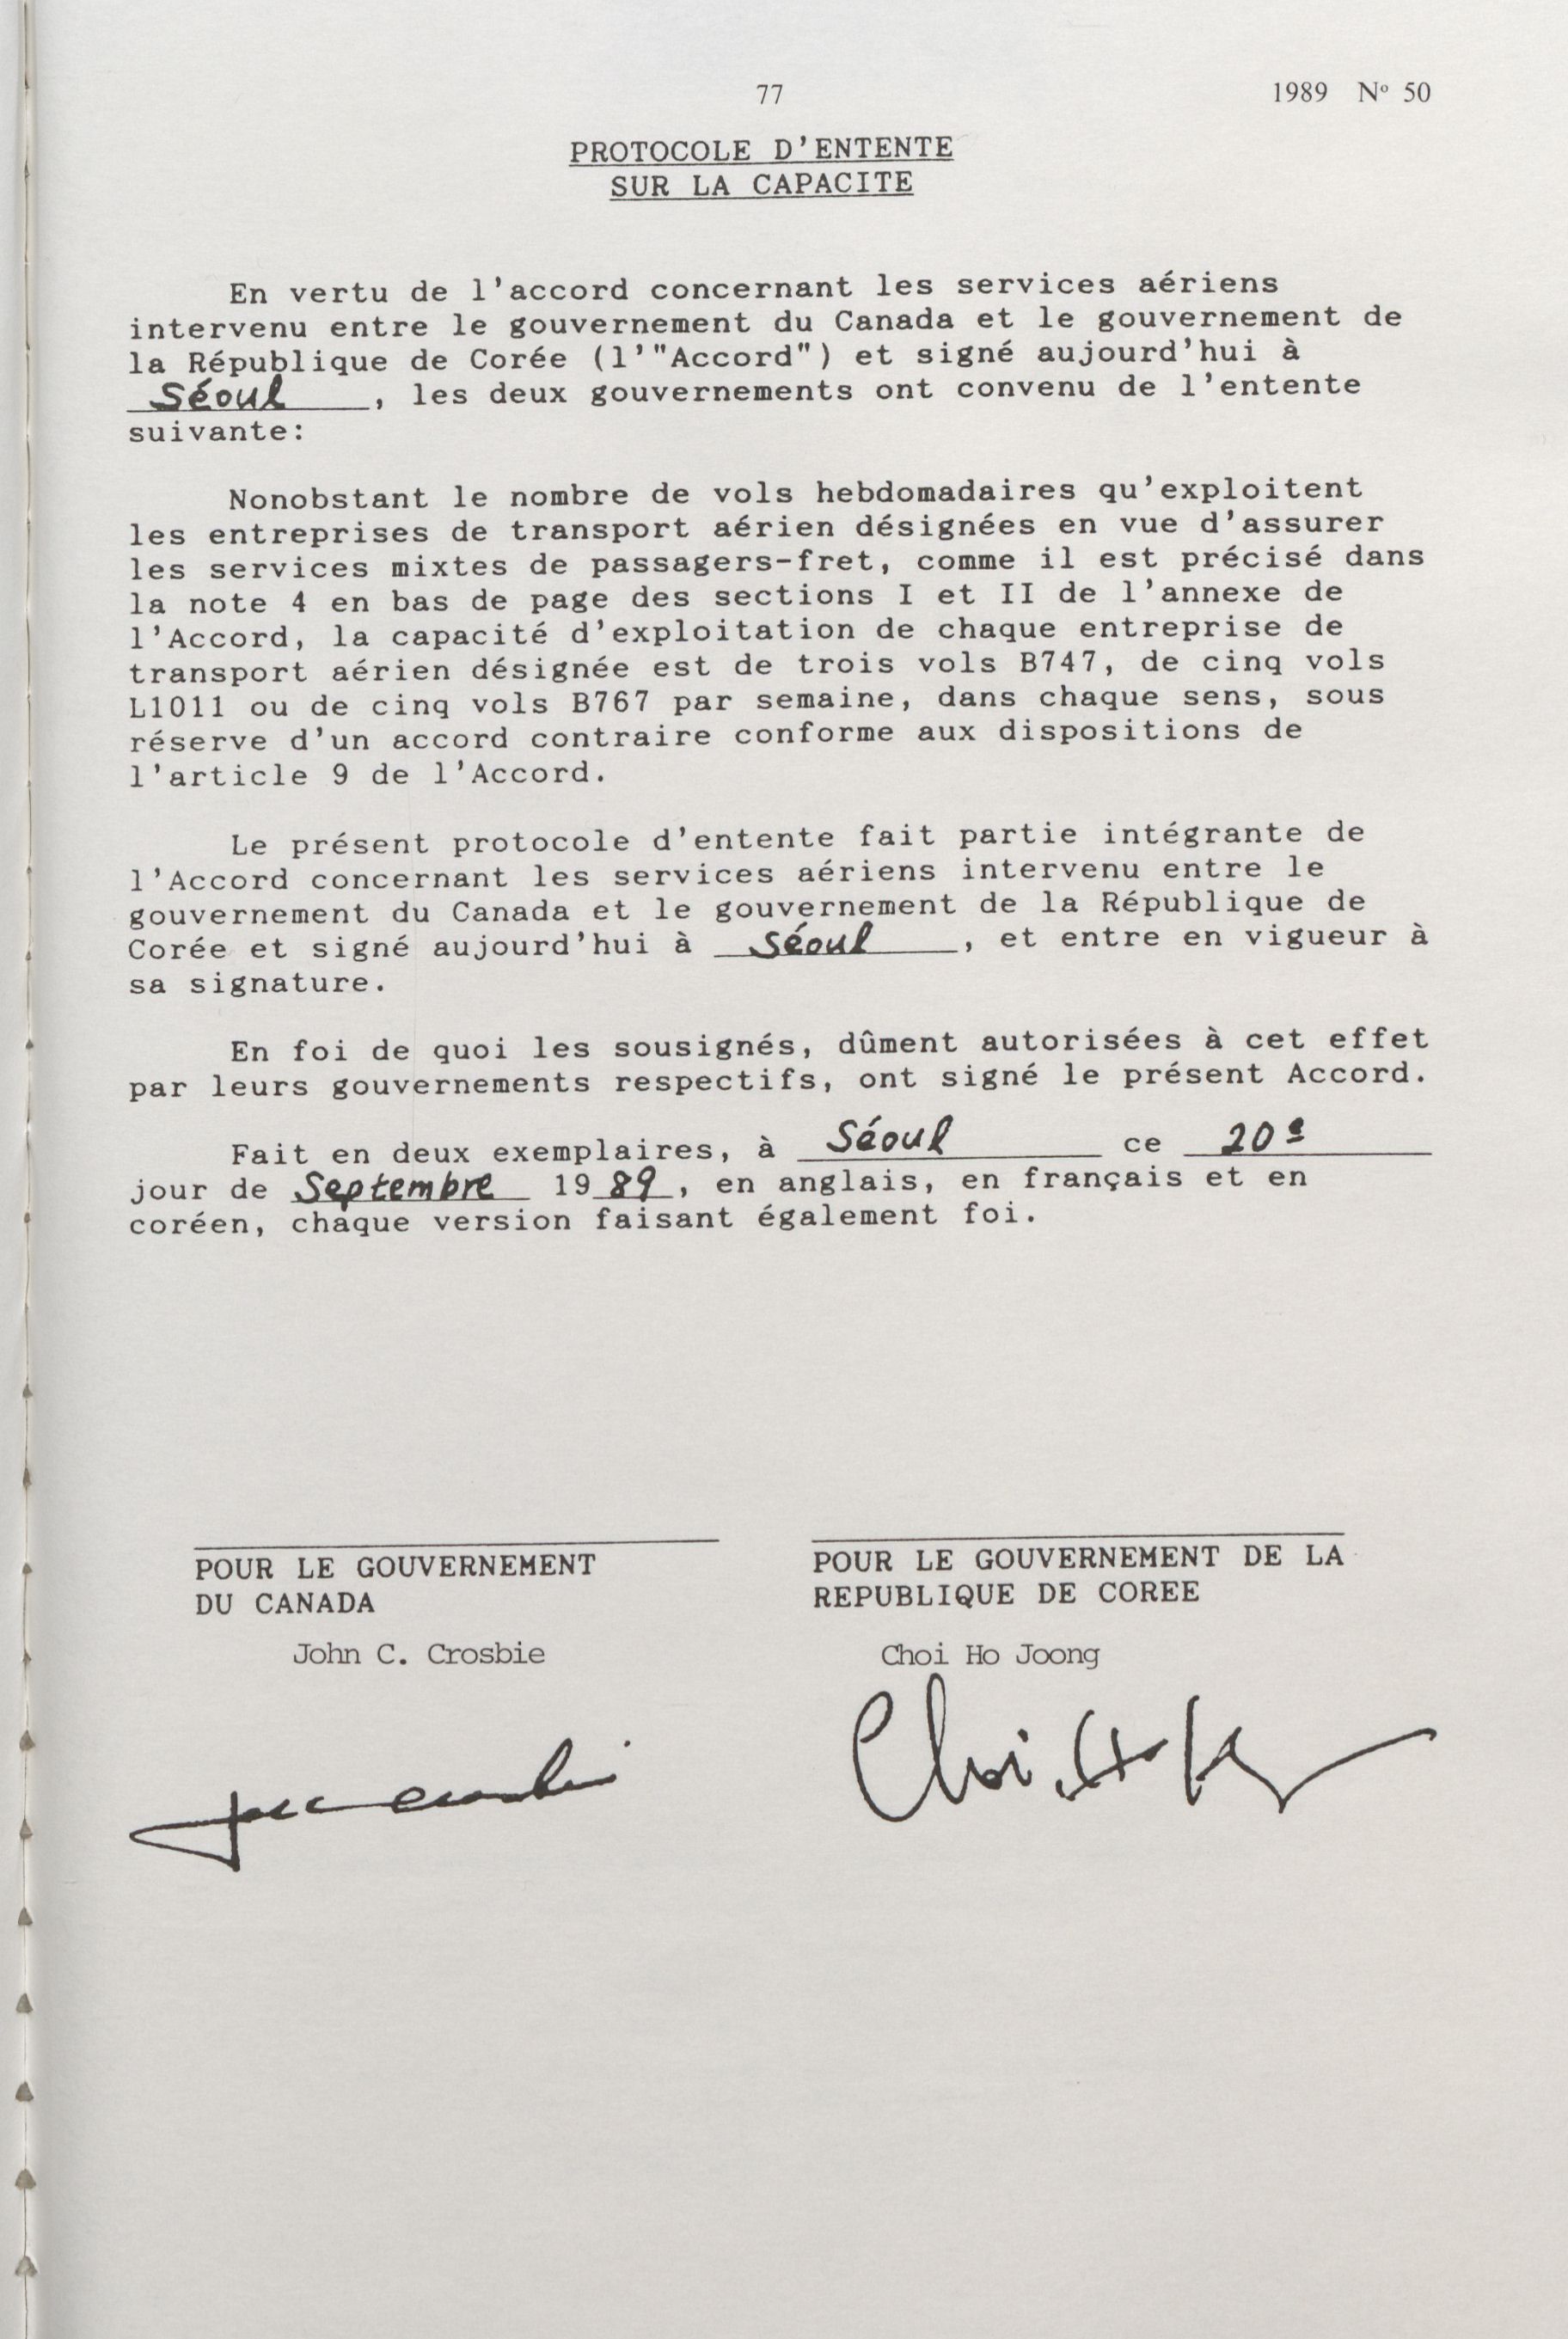 77
1989 Nº 50
PROTOCOLE D'ENTENTE
SUR LA CAPACITE
En vertu de l'accord concernant les services aériens
intervenu entre le gouvernement du Canada et le gouvernement de
la République de Corée (l'"Accord") et signé aujourd'hui à
Séoul, les deux gouvernements ont convenu de l'entente
suivante:
Nonobstant le nombre de vols hebdomadaires qu'exploitent
les entreprises de transport aérien désignées en vue d'assurer
les services mixtes de passagers-fret, comme il est précisé dans
la note 4 en bas de page des sections I et II de l'annexe de
l'Accord, la capacité d'exploitation de chaque entreprise de
transport aérien désignée est de trois vols B747, de cinq vols
L1011 ou de cinq vols B767 par semaine, dans chaque sens, sous
réserve d'un accord contraire conforme aux dispositions de
l'article 9 de l'Accord.
Le présent protocole d'entente fait partie intégrante de
l'Accord concernant les services aériens intervenu entre le
gouvernement du Canada et le gouvernement de la République de
Corée et signé aujourd'hui à Séoul, et entre en vigueur à
sa signature.
En foi de quoi les sousignés, dûment autorisées à cet effet
par leurs gouvernements respectifs, ont signé le présent Accord.
Fait en deux exemplaires, à Séoul ce 20e
jour de Septembre 1989, en anglais, en français et en
coréen, chaque version faisant également foi.
POUR LE GOUVERNEMENT
DU CANADA
John C. Crosbie
POUR LE GOUVERNEMENT DE LA
REPUBLIQUE DE COREE
Choi Ho Joong